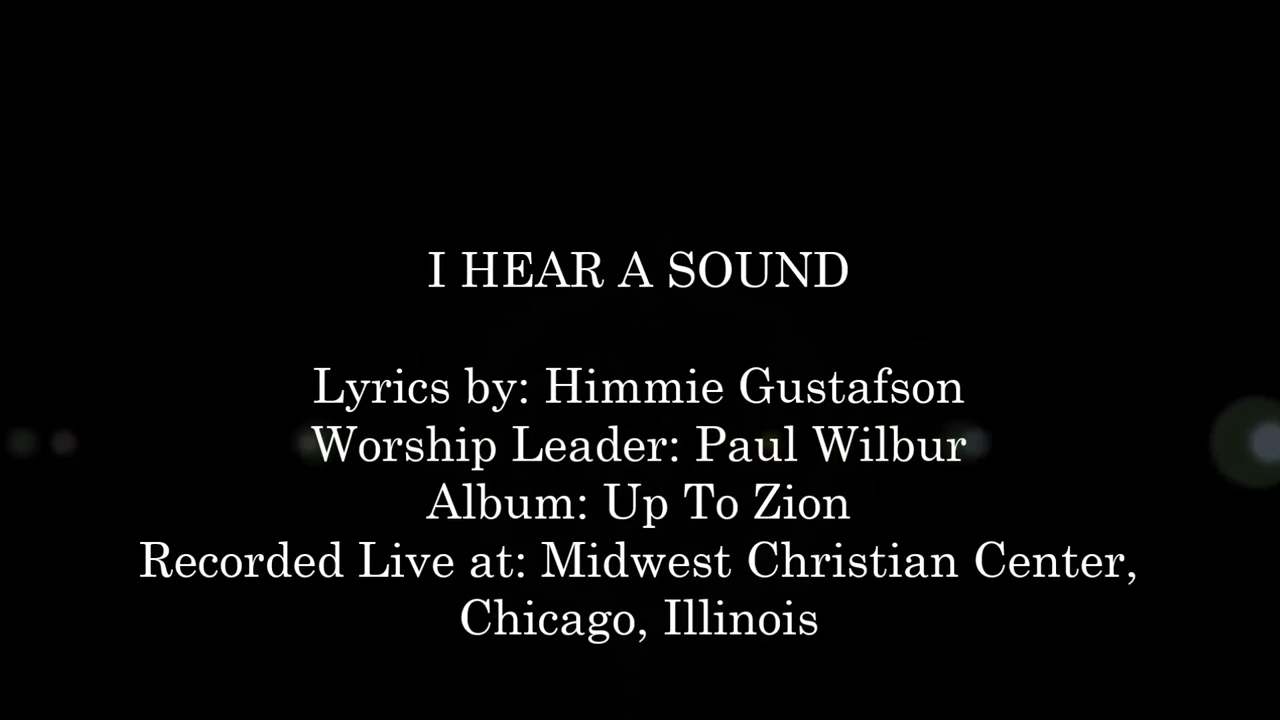 I HEAR A SOUND
Lyrics by: Himmie Gustafson
Worship Leader: Paul Wilbur
Album: Up To Zion
Recorded Live at: Midwest Christian Center,
Chicago, Illinois